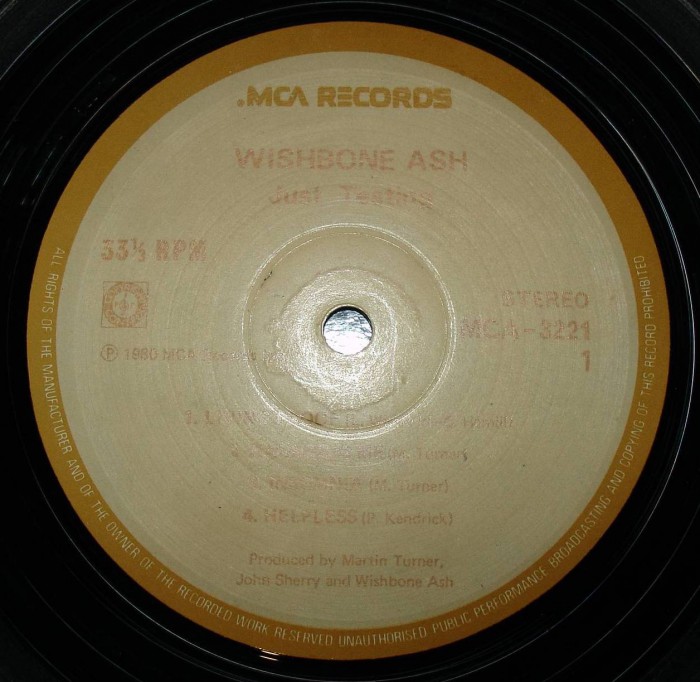 MCA RECORDS
WISHBONE ASH
Just Testing
33⅓ RPM
STEREO
MCA-3221
Ⓟ 1980 MCA
1
1.
INSOMNIA (M. Turner)
4. HELPLESS (P. Kendrick)
Produced by Martin Turner,
John Sherry and Wishbone Ash
ALL RIGHTS OF THE MANUFACTURER AND OF THE OWNER OF THE RECORDED WORK RESERVED UNAUTHORISED PUBLIC PERFORMANCE BROADCASTING AND COPYING OF THIS RECORD PROHIBITED